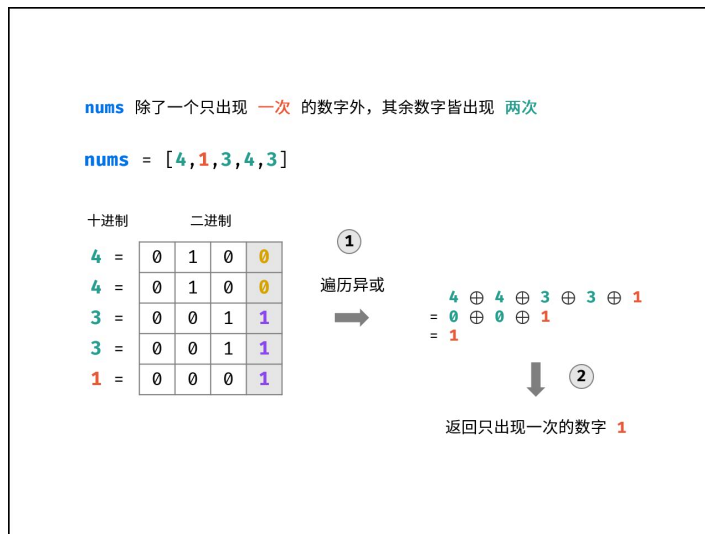 nums 除了一个只出现 一次 的数字外，其余数字皆出现 两次
nums = [4,1,3,4,3]
十进制 二进制
4 = 0 1 0 0
4 = 0 1 0 0
3 = 0 0 1 1
3 = 0 0 1 1
1 = 0 0 0 1
1
遍历异或
4 ⊕ 4 ⊕ 3 ⊕ 3 ⊕ 1
= 0 ⊕ 0 ⊕ 1
= 1
2
返回只出现一次的数字 1